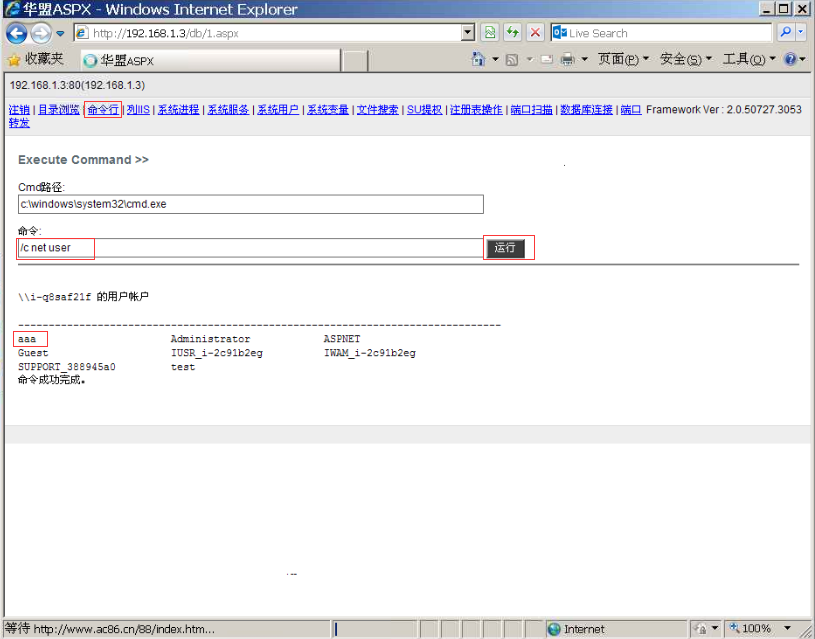 华盟ASPX - Windows Internet Explorer
http://192.168.1.3/db/1.aspx
Live Search
收藏夹
华盟ASPX
页面(P)
安全(S)
工具(O)
192.168.1.3:80(192.168.1.3)
注销 | 目录浏览 | 命令行 | 列IIS | 系统进程 | 系统服务 | 系统用户 | 系统变量 | 文件搜索 | SU提权 | 注册表操作 | 端口扫描 | 数据库连接 | 端口 Framework Ver : 2.0.50727.3053
转发
Execute Command >>
Cmd路径:
c:\windows\system32\cmd.exe
命令:
/c net user
运行
\\i-q8saf21f 的用户帐户
-------------------------------------------------------------------------------
aaa Administrator ASPNET
Guest IUSR_i-2c91b2eg IWAM_i-2c91b2eg
SUPPORT_388945a0 test
命令成功完成。
等待 http://www.ac86.cn/88/index.htm...
Internet
100%